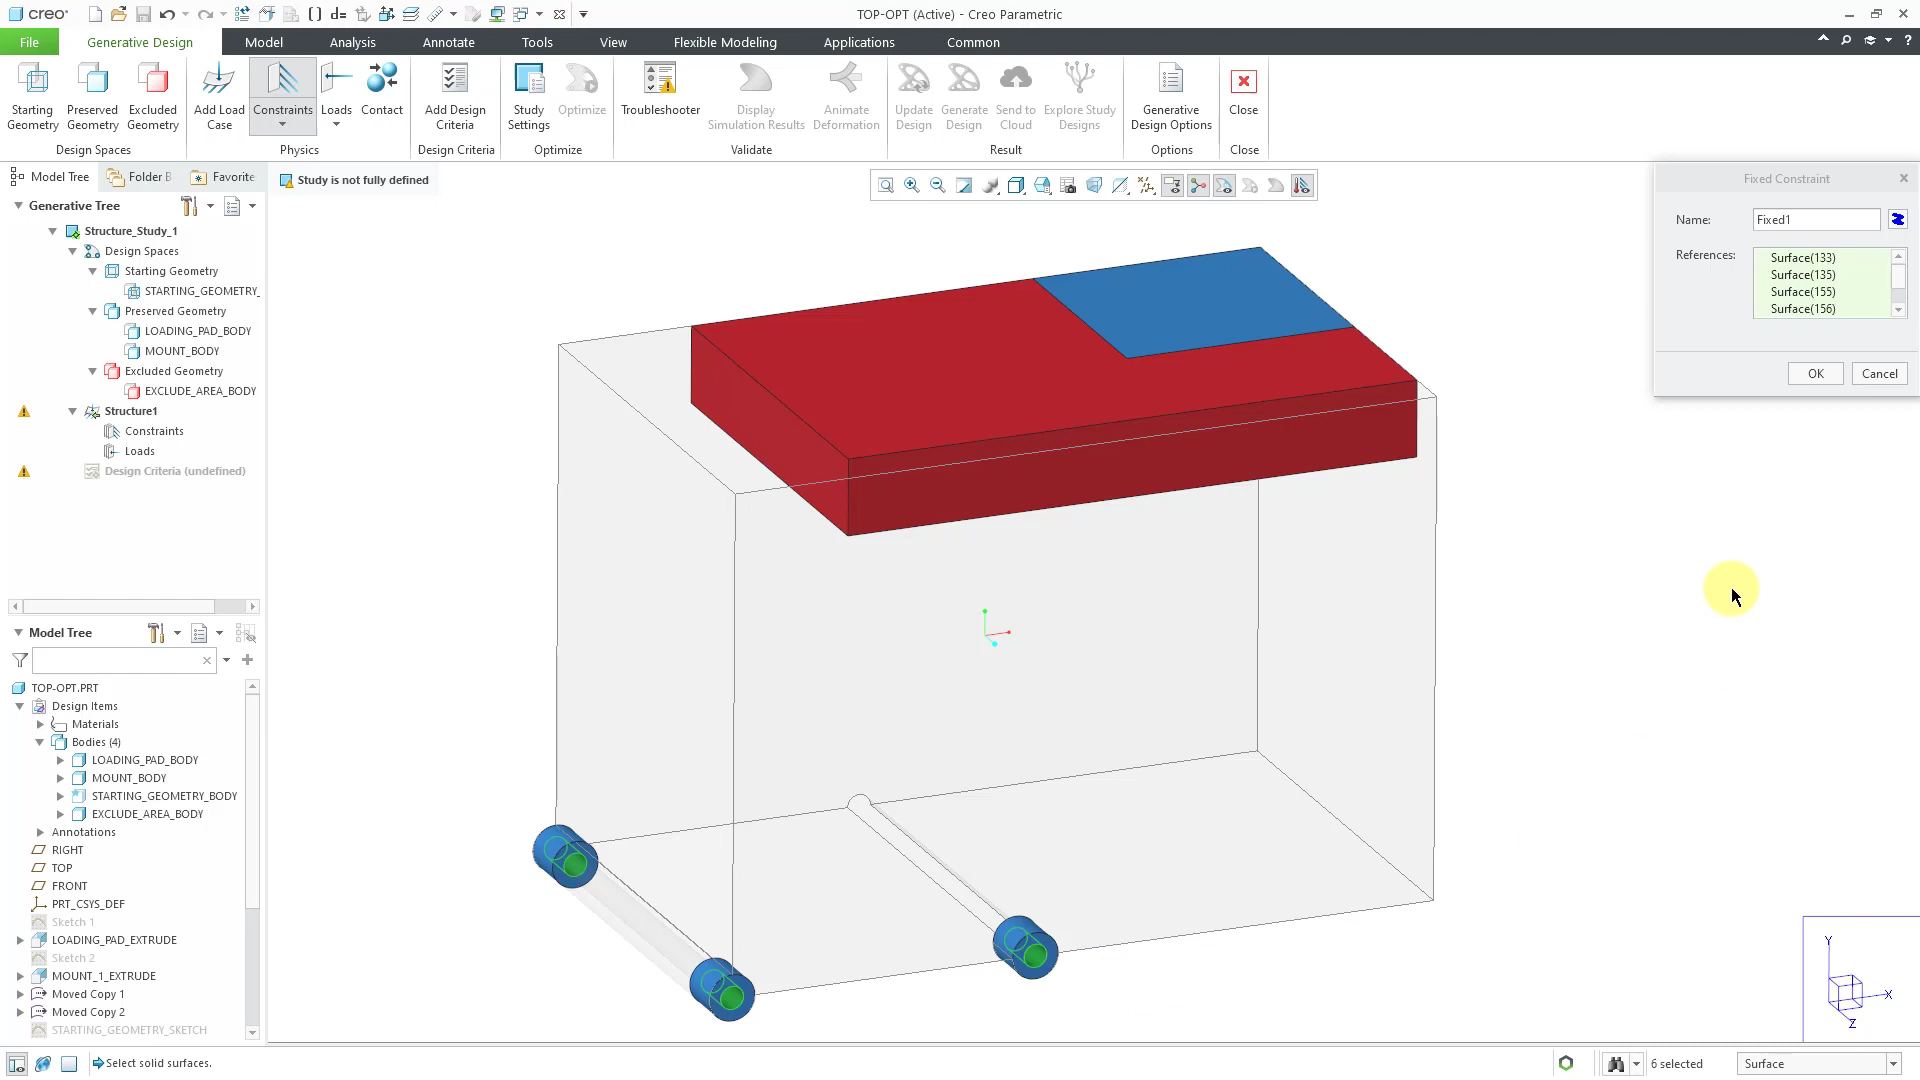 creo
TOP-OPT (Active) - Creo Parametric
File
Generative Design
Model
Analysis
Annotate
Tools
View
Flexible Modeling
Applications
Common
Starting Geometry
Preserved Geometry
Excluded Geometry
Design Spaces
Add Load Case
Constraints
Loads
Contact
Physics
Add Design Criteria
Design Criteria
Study Settings
Optimize
Optimize
Troubleshooter
Display Simulation Results
Animate Deformation
Validate
Update Design
Generate Design
Send to Cloud
Explore Study Designs
Result
Generative Design Options
Options
Close
Close
Model Tree
Folder B
Favorite
Study is not fully defined
Generative Tree
Structure_Study_1
Design Spaces
Starting Geometry
STARTING_GEOMETRY_
Preserved Geometry
LOADING_PAD_BODY
MOUNT_BODY
Excluded Geometry
EXCLUDE_AREA_BODY
Structure1
Constraints
Loads
Design Criteria (undefined)
Model Tree
TOP-OPT.PRT
Design Items
Materials
Bodies (4)
LOADING_PAD_BODY
MOUNT_BODY
STARTING_GEOMETRY_BODY
EXCLUDE_AREA_BODY
Annotations
RIGHT
TOP
FRONT
PRT_CSYS_DEF
Sketch 1
LOADING_PAD_EXTRUDE
Sketch 2
MOUNT_1_EXTRUDE
Moved Copy 1
Moved Copy 2
STARTING_GEOMETRY_SKETCH
Fixed Constraint
Name:
Fixed1
References:
Surface(133)
Surface(135)
Surface(155)
Surface(156)
OK
Cancel
Y
X
Z
Select solid surfaces.
6 selected
Surface